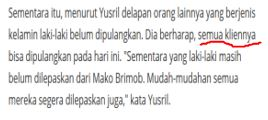 Sementara itu, menurut Yusril delapan orang lainnya yang berjenis
kelamin laki-laki belum dipulangkan. Dia berharap, semua kliennya
bisa dipulangkan pada hari ini. "Sementara yang laki-laki masih
belum dilepaskan dari Mako Brimob. Mudah-mudahan semua
mereka segera dilepaskan juga," kata Yusril.